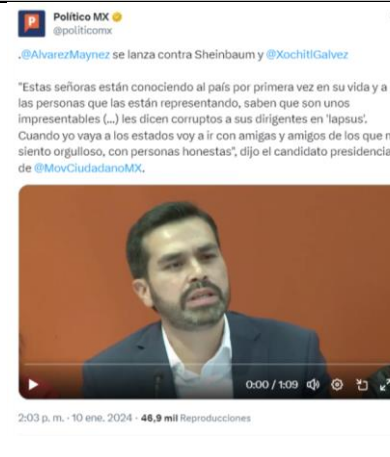 Político MX
@politicomx
.@AlvarezMaynez se lanza contra Sheinbaum y @XochitlGalvez
"Estas señoras están conociendo al país por primera vez en su vida y a
las personas que las están representando, saben que son unos
impresentables (...) les dicen corruptos a sus dirigentes en 'lapsus'.
Cuando yo vaya a los estados voy a ir con amigas y amigos de los que
siento orgulloso, con personas honestas", dijo el candidato
de @MovCiudadanoMX.
0:00 / 1:09
2:03 p. m. · 10 ene. 2024 · 46,9 mil Reproducciones